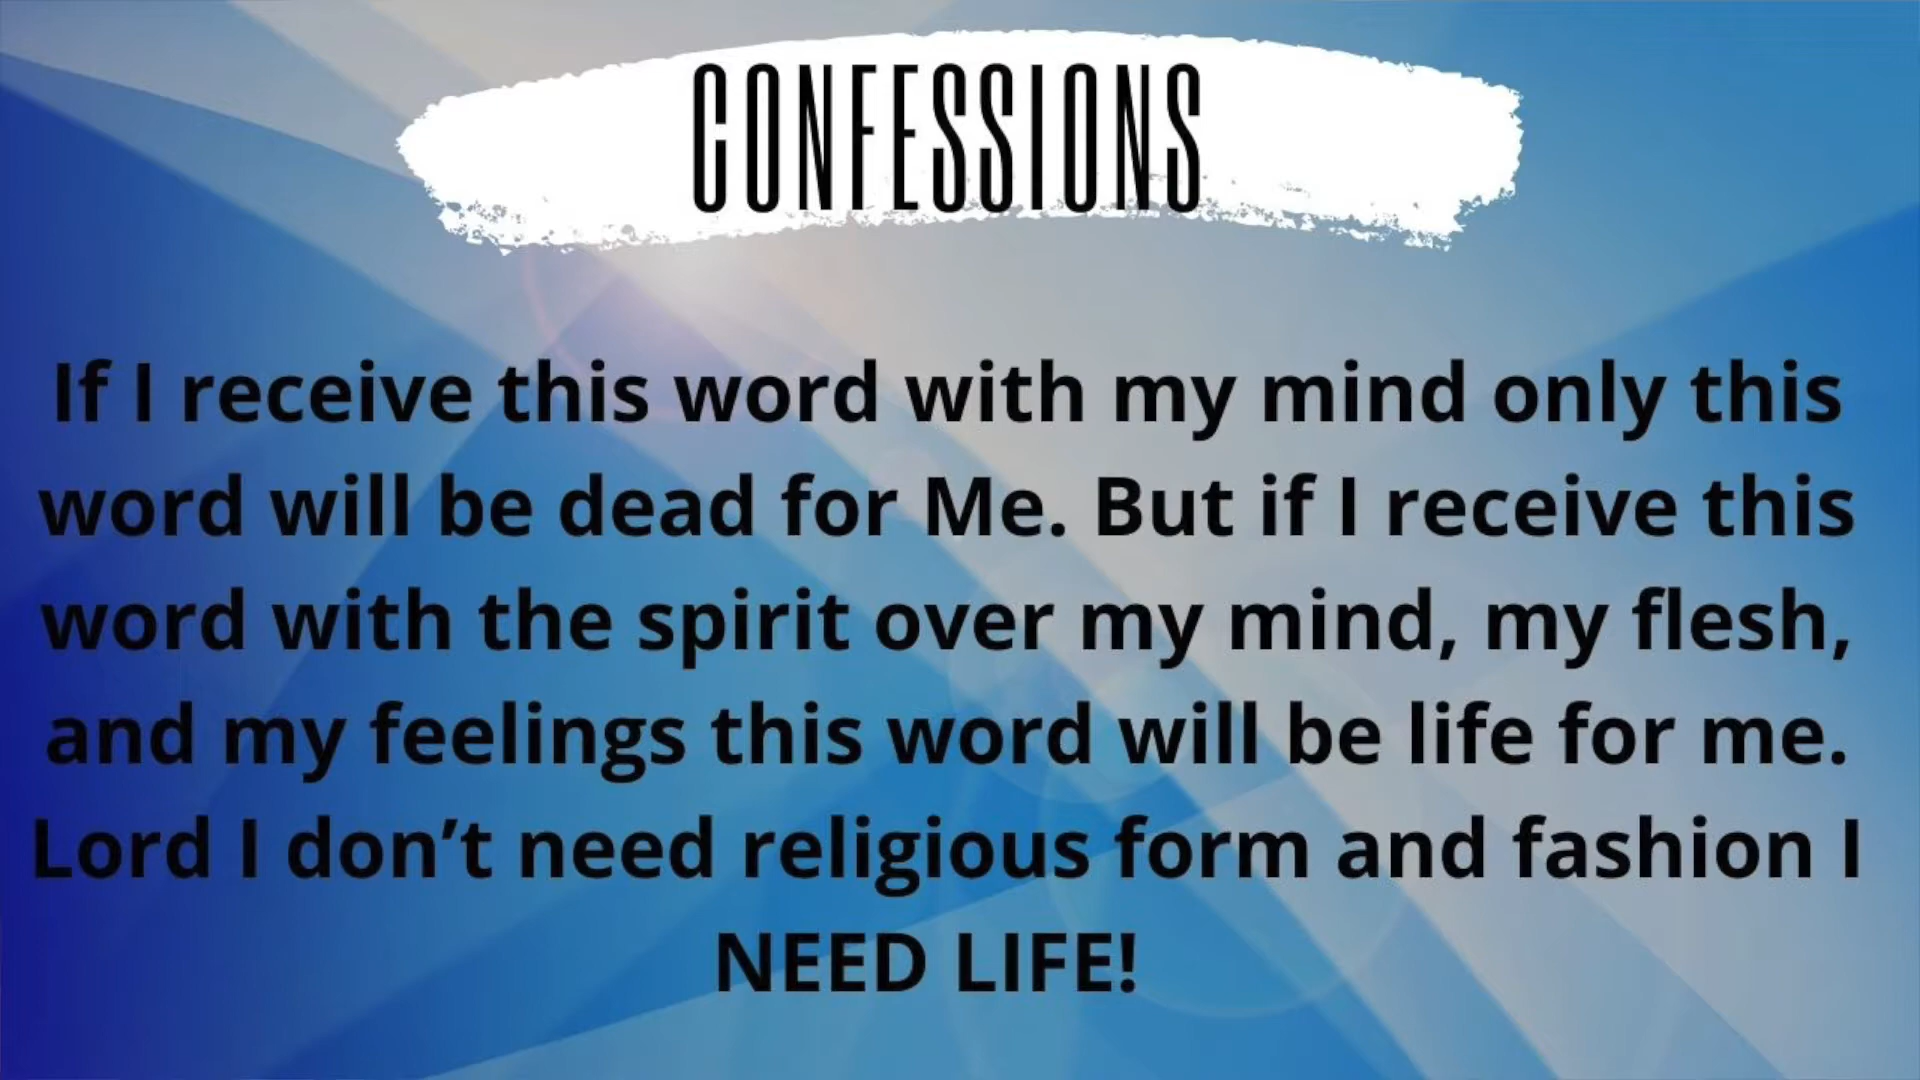 CONFESSIONS
If I receive this word with my mind only this
word will be dead for Me. But if I receive this
word with the spirit over my mind, my flesh,
and my feelings this word will be life for me.
Lord I don’t need religious form and fashion I
NEED LIFE!